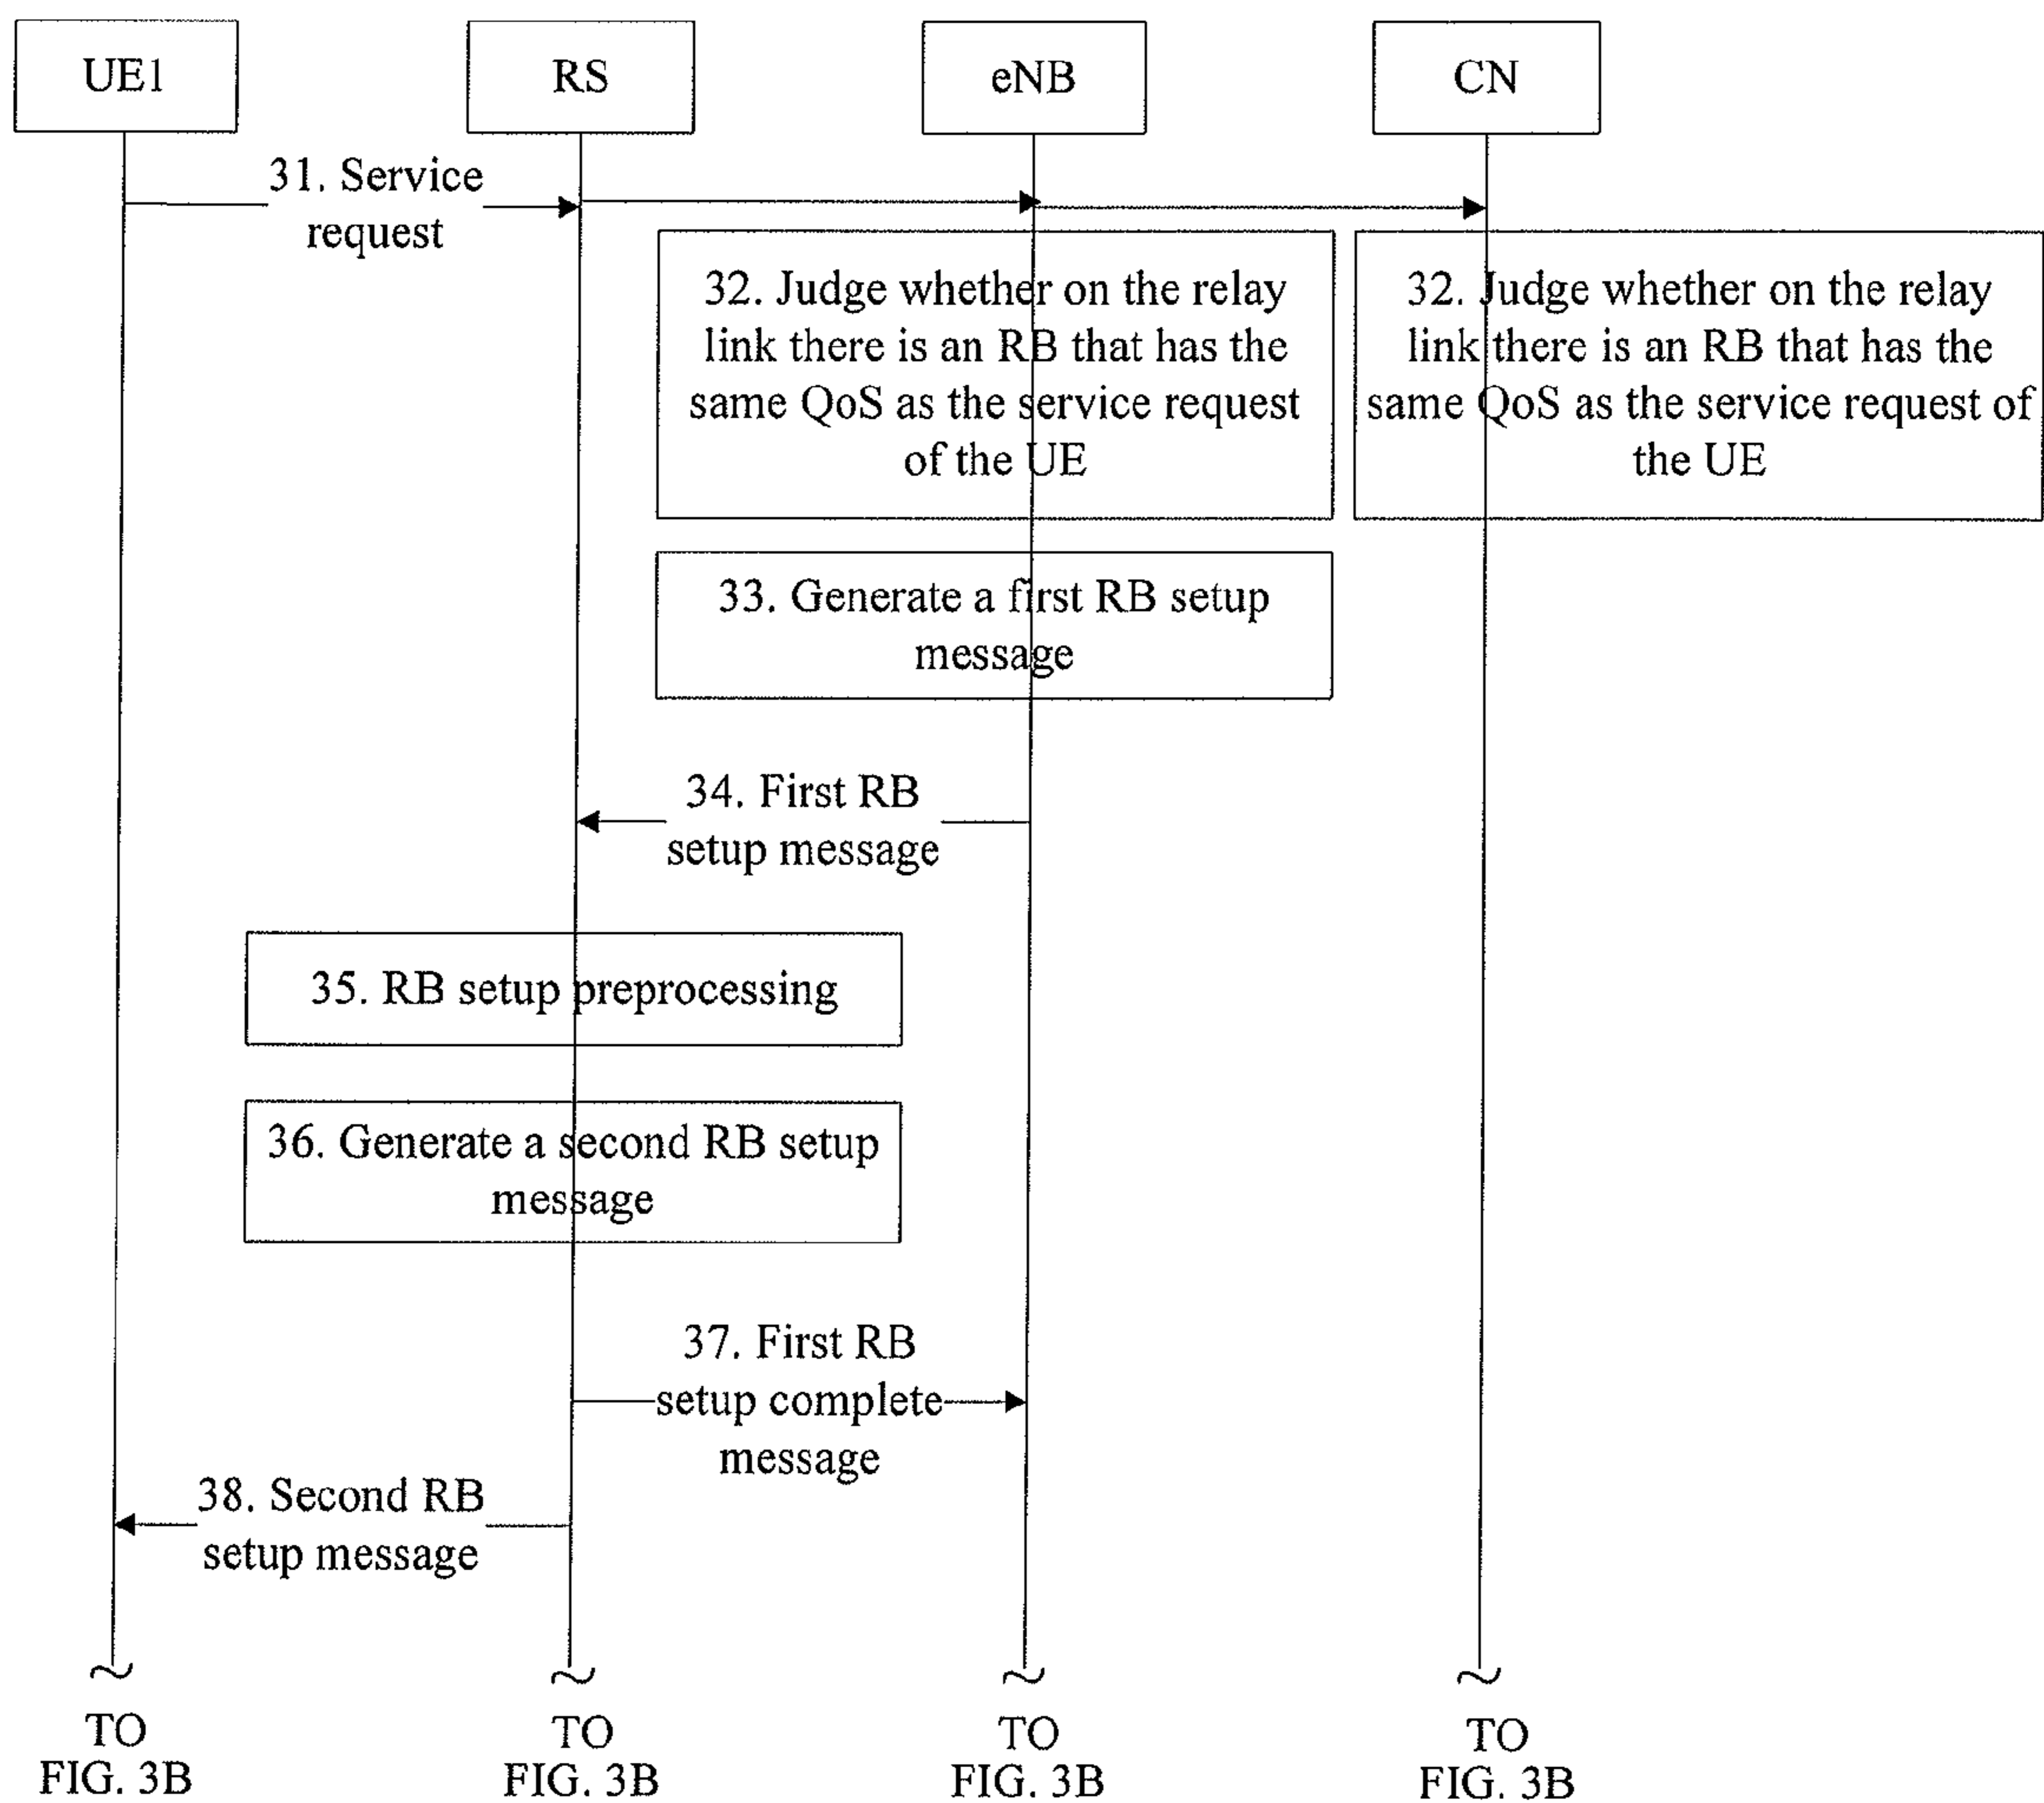 UE1
RS
eNB
CN
31. Service
request
32. Judge whether on the relay
link there is an RB that has the
same QoS as the service request
of the UE
32. Judge whether on the relay
link there is an RB that has the
same QoS as the service request of
the UE
33. Generate a first RB setup
message
34. First RB
setup message
35. RB setup preprocessing
36. Generate a second RB setup
message
37. First RB
setup complete
message
38. Second RB
setup message
TO
FIG. 3B
TO
FIG. 3B
TO
FIG. 3B
TO
FIG. 3B